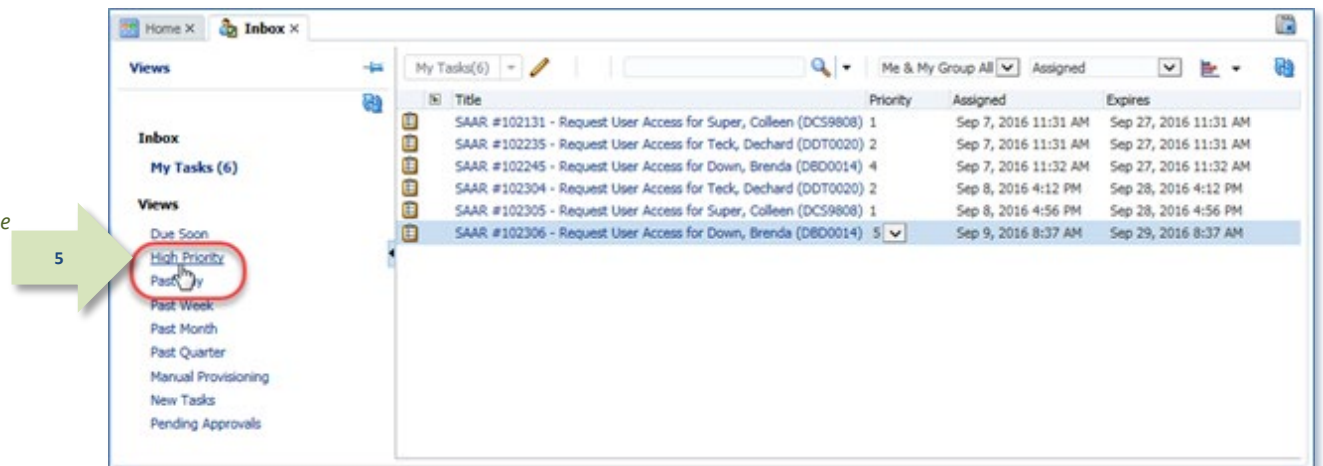 Home ×
Inbox ×
Views
My Tasks(6)
Me & My Group All
Assigned
Title Priority Assigned Expires
SAAR #102131 - Request User Access for Super, Colleen (DCS9808) 1 Sep 7, 2016 11:31 AM Sep 27, 2016 11:31 AM
SAAR #102235 - Request User Access for Teck, Dechard (DDT0020) 2 Sep 7, 2016 11:31 AM Sep 27, 2016 11:31 AM
SAAR #102245 - Request User Access for Down, Brenda (DBD0014) 4 Sep 7, 2016 11:32 AM Sep 27, 2016 11:32 AM
SAAR #102304 - Request User Access for Teck, Dechard (DDT0020) 2 Sep 8, 2016 4:12 PM Sep 28, 2016 4:12 PM
SAAR #102305 - Request User Access for Super, Colleen (DCS9808) 1 Sep 8, 2016 4:56 PM Sep 28, 2016 4:56 PM
SAAR #102306 - Request User Access for Down, Brenda (DBD0014) 5 Sep 9, 2016 8:37 AM Sep 29, 2016 8:37 AM
Inbox
My Tasks (6)
Views
Due Soon
High Priority
Past
Past Week
Past Month
Past Quarter
Manual Provisioning
New Tasks
Pending Approvals
e
5